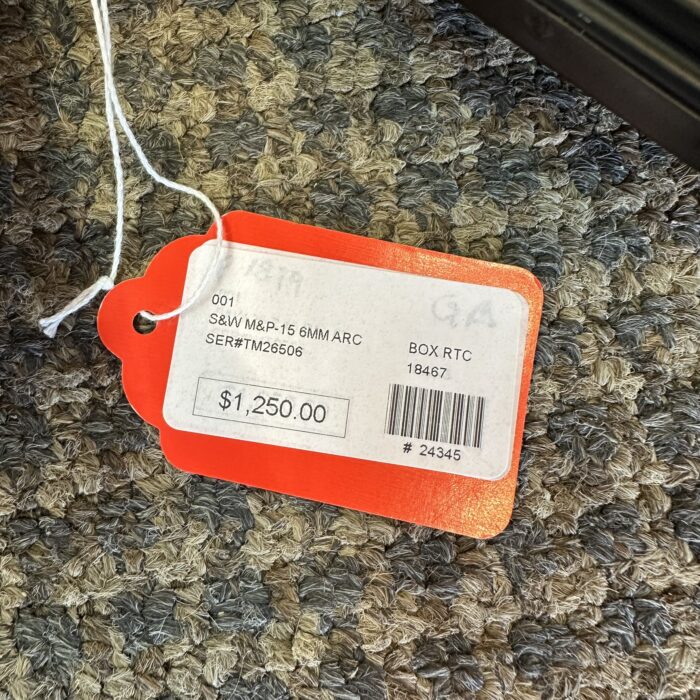 001
S&W M&P-15 6MM ARC
SER#TM26506
BOX RTC
18467
$1,250.00
# 24345